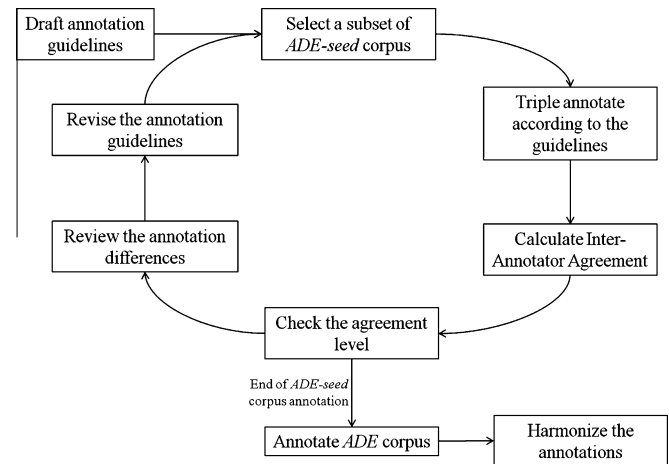 Draft annotation
guidelines
Select a subset of
ADE-seed corpus
Triple annotate
according to the
guidelines
Calculate Inter-
Annotator Agreement
Check the agreement
level
Review the annotation
differences
Revise the annotation
guidelines
End of ADE-seed
corpus annotation
Annotate ADE corpus
Harmonize the
annotations